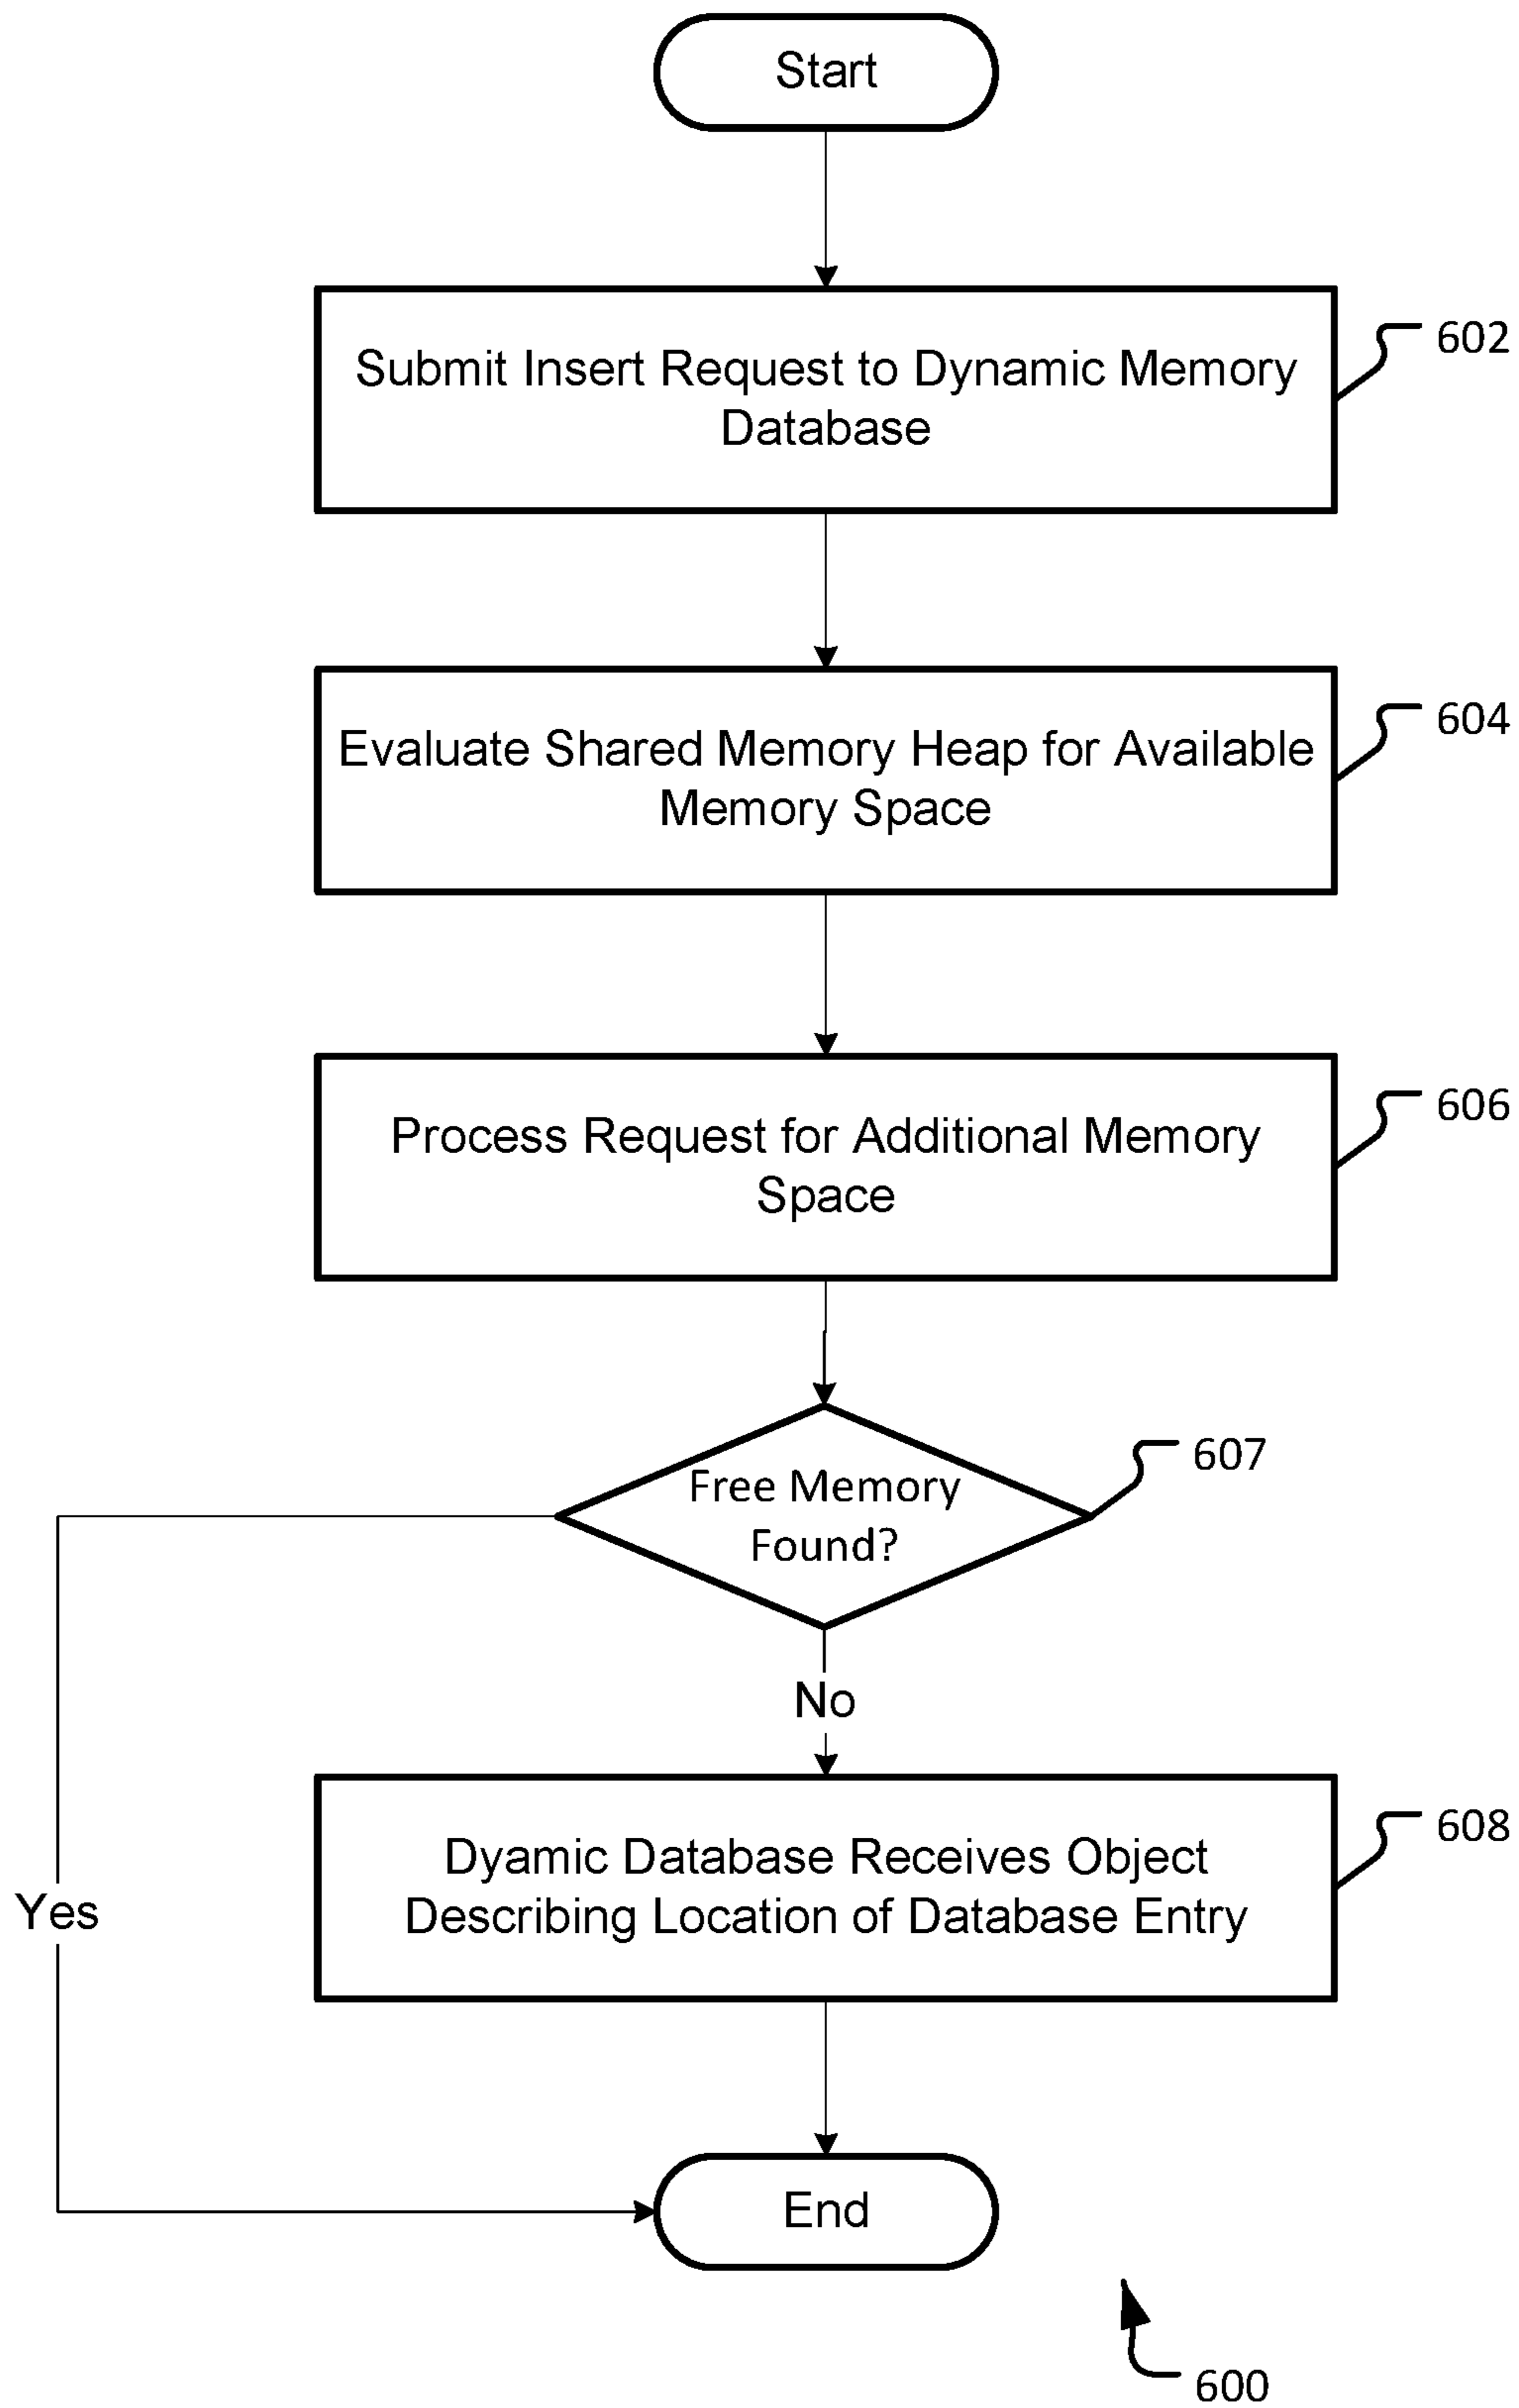 Start
Submit Insert Request to Dynamic Memory
Database
602
Evaluate Shared Memory Heap for Available
Memory Space
604
Process Request for Additional Memory
Space
606
Free Memory
Found?
607
No
Dyamic Database Receives Object
Describing Location of Database Entry
608
Yes
End
600